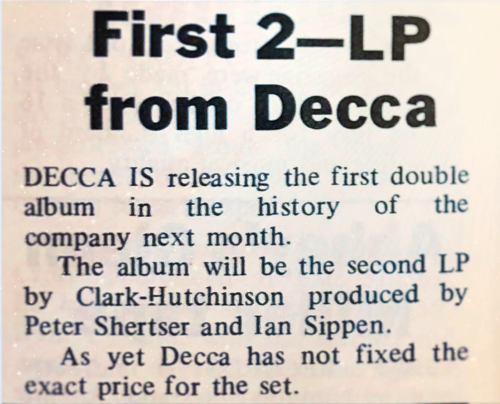 First 2—LP
from Decca
DECCA IS releasing the first double
album in the history of the
company next month.
The album will be the second LP
by Clark-Hutchinson produced by
Peter Shertser and Ian Sippen.
As yet Decca has not fixed the
exact price for the set.